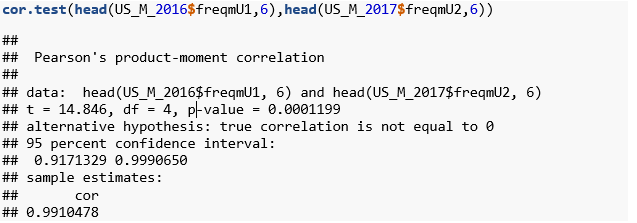 cor.test(head(US_M_2016$freqmU1,6),head(US_M_2017$freqmU2,6))
##
##  Pearson's product-moment correlation
##
## data:  head(US_M_2016$freqmU1, 6) and head(US_M_2017$freqmU2, 6)
## t = 14.846, df = 4, p-value = 0.0001199
## alternative hypothesis: true correlation is not equal to 0
## 95 percent confidence interval:
##  0.9171329 0.9990650
## sample estimates:
##       cor
## 0.9910478